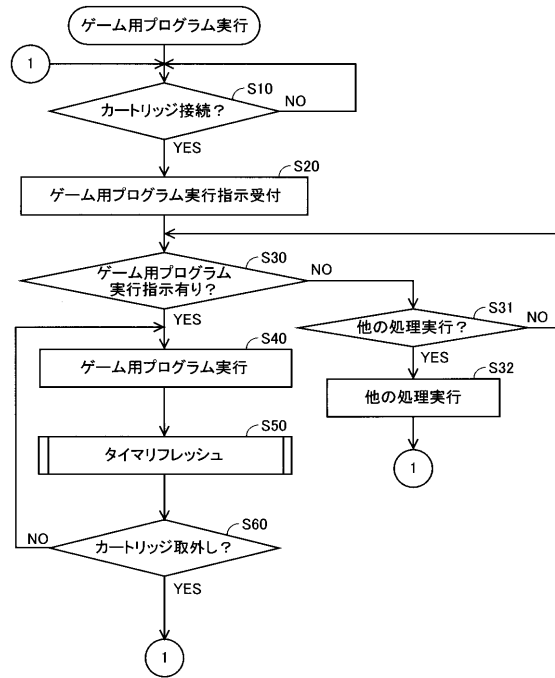 ゲーム用プログラム実行
1
S10
カートリッジ接続？
NO
YES
S20
ゲーム用プログラム実行指示受付
S30
ゲーム用プログラム
実行指示有り？
NO
YES
S31
他の処理実行？
NO
YES
S40
ゲーム用プログラム実行
S32
他の処理実行
1
S50
タイマリフレッシュ
S60
カートリッジ取外し？
NO
YES
1